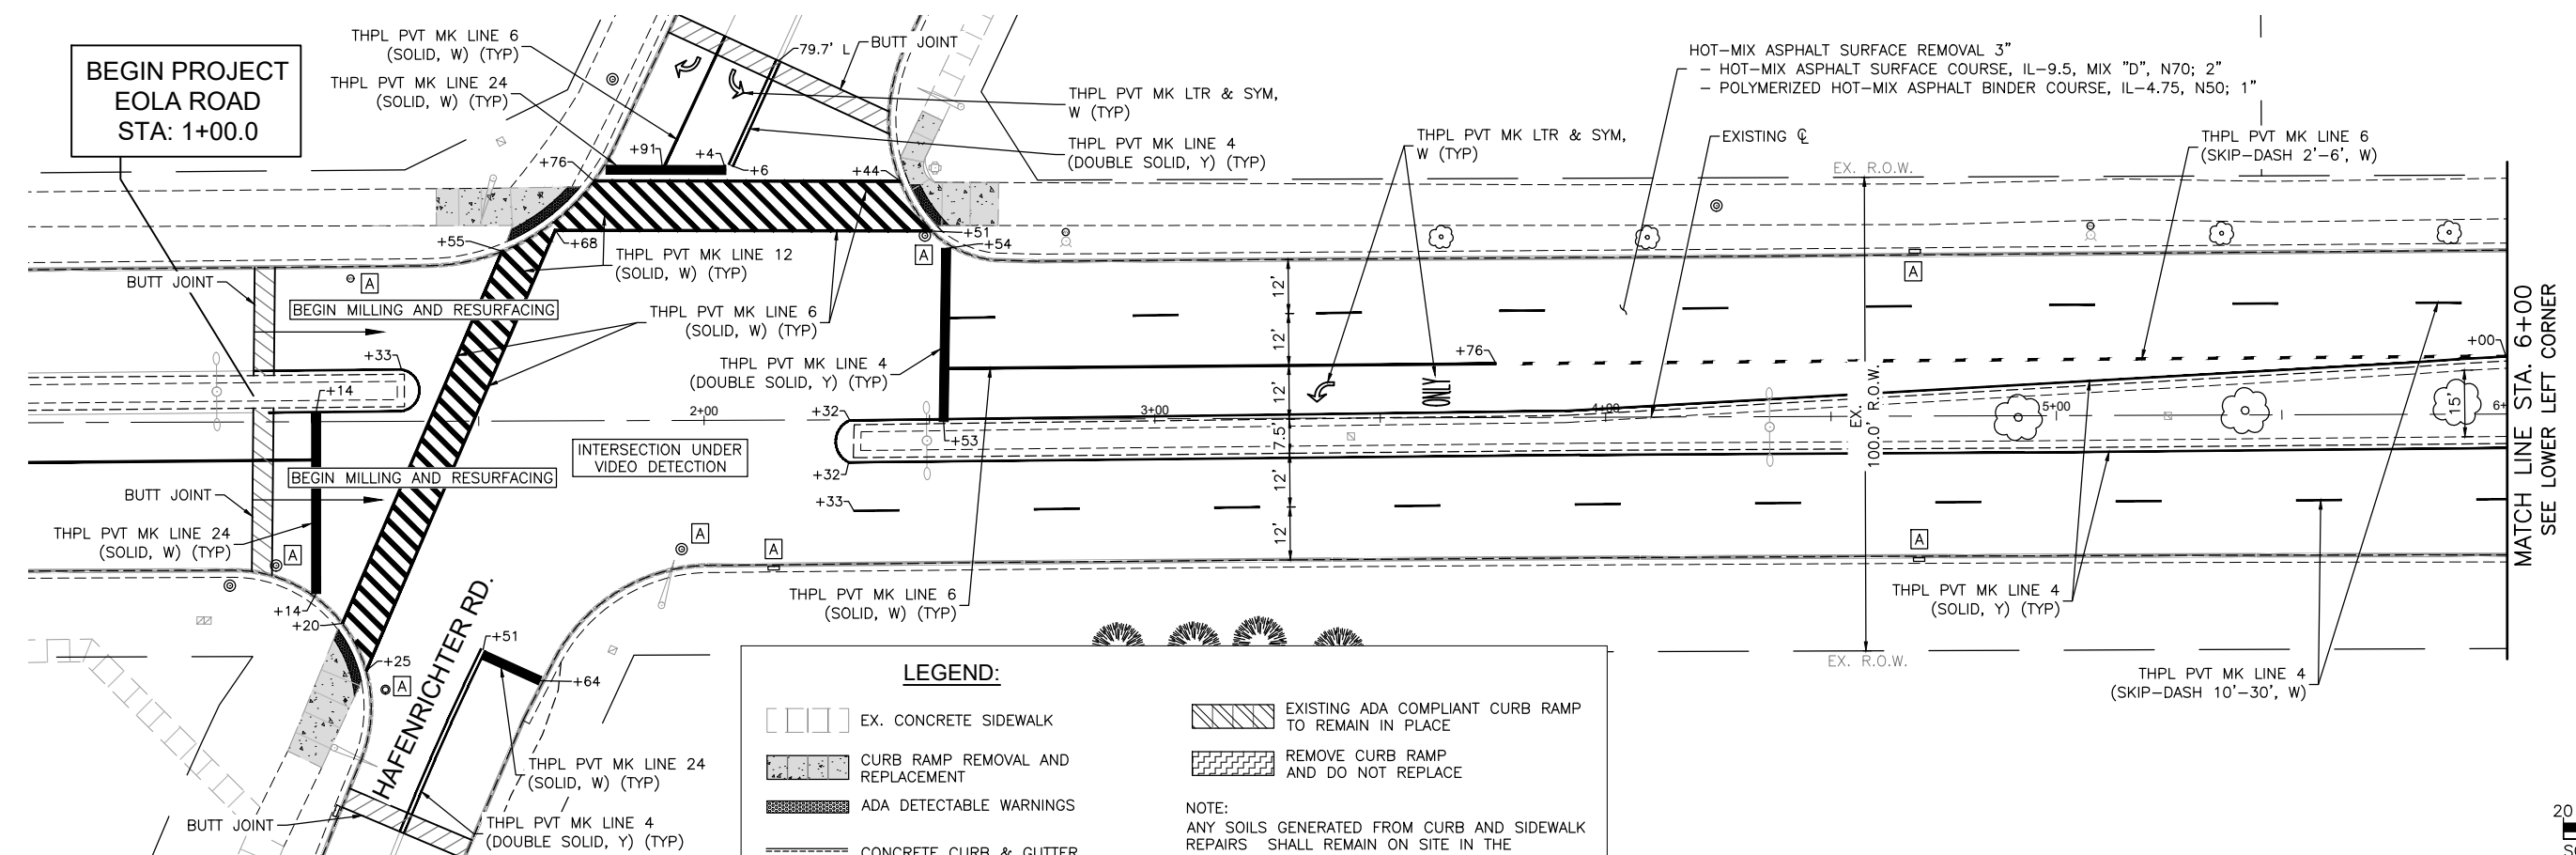 BEGIN PROJECT
EOLA ROAD
STA: 1+00.0
THPL PVT MK LINE 6
(SOLID, W) (TYP)
THPL PVT MK LINE 24
(SOLID, W) (TYP)
79.7' L
BUTT JOINT
THPL PVT MK LTR & SYM,
W (TYP)
THPL PVT MK LINE 4
(DOUBLE SOLID, Y) (TYP)
HOT-MIX ASPHALT SURFACE REMOVAL 3"
- HOT-MIX ASPHALT SURFACE COURSE, IL-9.5, MIX "D", N70; 2"
- POLYMERIZED HOT-MIX ASPHALT BINDER COURSE, IL-4.75, N50; 1"
THPL PVT MK LTR & SYM,
W (TYP)
EXISTING ℄
THPL PVT MK LINE 6
(SKIP-DASH 2'-6', W)
EX. R.O.W.
+76
+91
+4
+6
+44
+55
+68
+51
+54
A
THPL PVT MK LINE 12
(SOLID, W) (TYP)
BUTT JOINT
A
BEGIN MILLING AND RESURFACING
THPL PVT MK LINE 6
(SOLID, W) (TYP)
THPL PVT MK LINE 4
(DOUBLE SOLID, Y) (TYP)
12'
12'
12'
7.5'
12'
12'
A
+76
ONLY
+33
+14
2+00
+32
3+00
4+00
5+00
6+
+00
15'
EX.
100.0' R.O.W.
+53
INTERSECTION UNDER
VIDEO DETECTION
+32
+33
BEGIN MILLING AND RESURFACING
BUTT JOINT
THPL PVT MK LINE 24
(SOLID, W) (TYP)
A
A
A
A
+14
+20
+25
A
HAFENRICHTER RD.
+51
+64
THPL PVT MK LINE 6
(SOLID, W) (TYP)
THPL PVT MK LINE 4
(SOLID, Y) (TYP)
EX. R.O.W.
THPL PVT MK LINE 4
(SKIP-DASH 10'-30', W)
MATCH LINE STA. 6+00
SEE LOWER LEFT CORNER
THPL PVT MK LINE 24
(SOLID, W) (TYP)
BUTT JOINT
THPL PVT MK LINE 4
(DOUBLE SOLID, Y) (TYP)
LEGEND:
EX. CONCRETE SIDEWALK
CURB RAMP REMOVAL AND
REPLACEMENT
ADA DETECTABLE WARNINGS
CONCRETE CURB & GUTTER
EXISTING ADA COMPLIANT CURB RAMP
TO REMAIN IN PLACE
REMOVE CURB RAMP
AND DO NOT REPLACE
NOTE:
ANY SOILS GENERATED FROM CURB AND SIDEWALK
REPAIRS SHALL REMAIN ON SITE IN THE
20